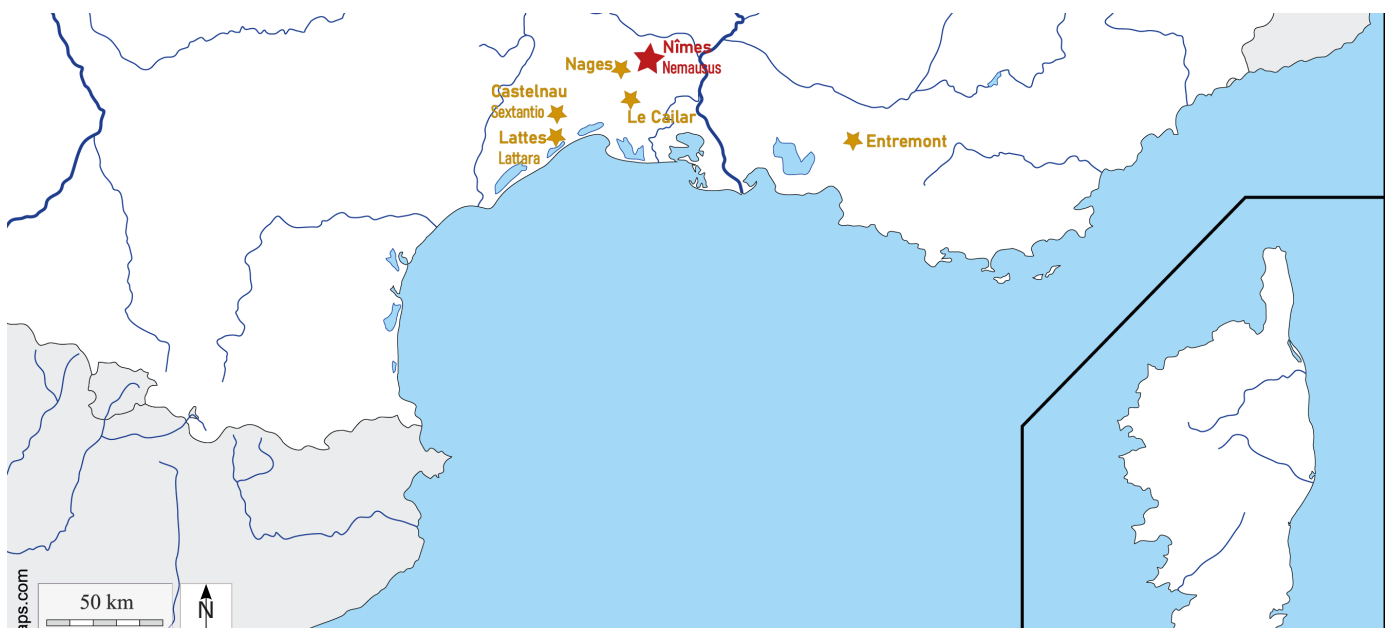 Nîmes
Nemausus
Nages
Castelnau
Sextantio
Le Cailar
Lattes
Lattara
Entremont
aps.com
50 km
N